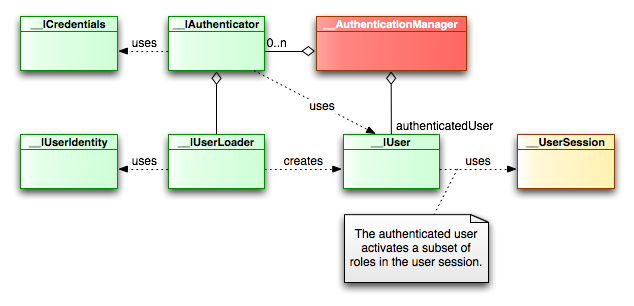 __ICredentials
__IAuthenticator
__AuthenticationManager
uses
0..n
uses
authenticatedUser
__IUserIdentity
__IUserLoader
__IUser
__UserSession
uses
creates
uses
The authenticated user
activates a subset of
roles in the user session.